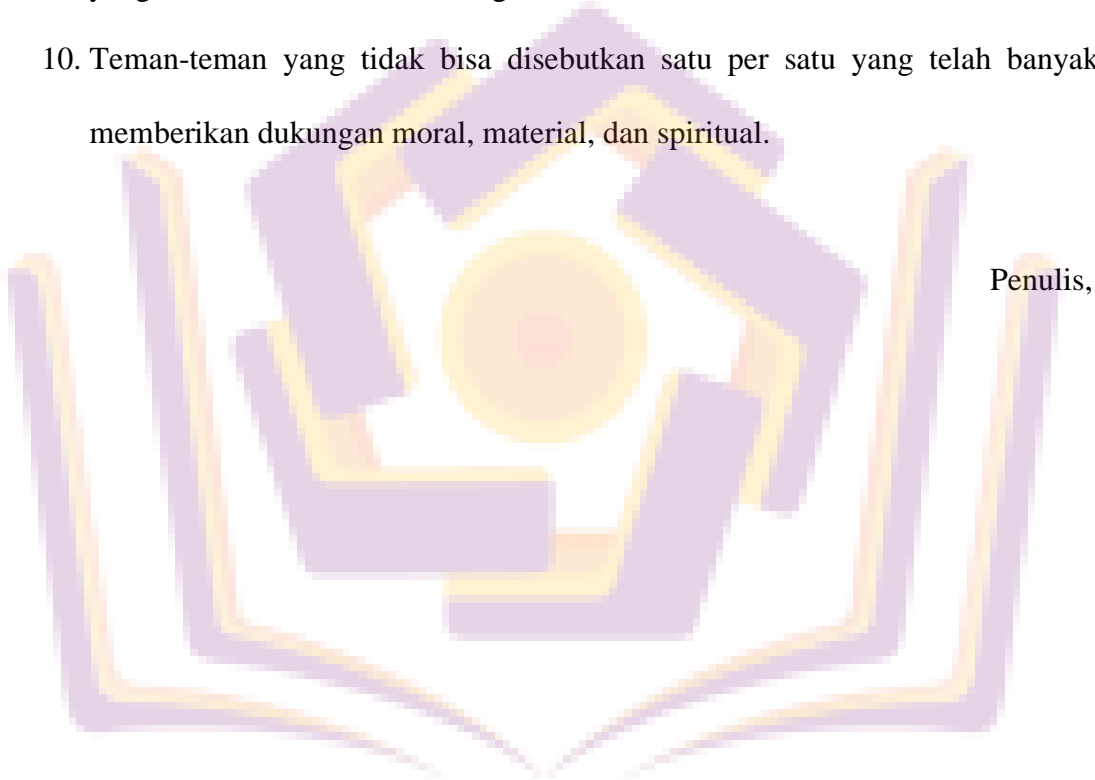 10. Teman-teman yang tidak bisa disebutkan satu per satu yang telah banyak
memberikan dukungan moral, material, dan spiritual.
Penulis,